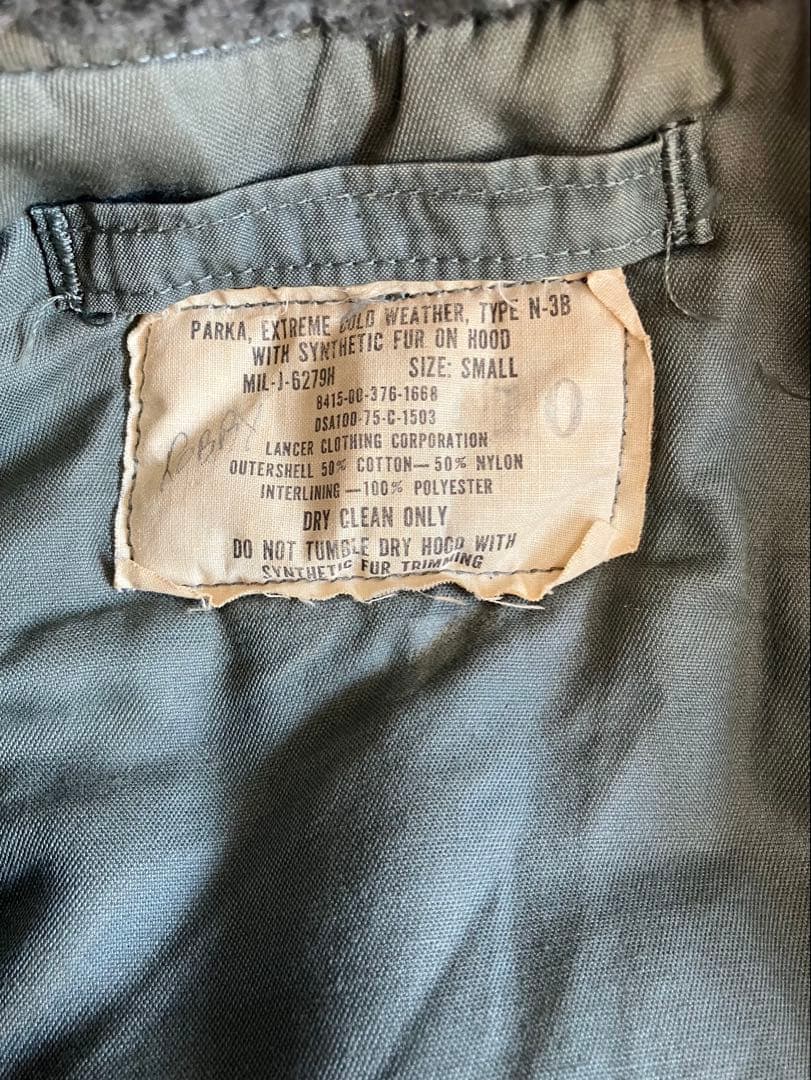 PARKA, EXTREME COLD WEATHER, TYPE N-3B
WITH SYNTHETIC FUR ON HOOD
MIL-J-6279H SIZE: SMALL
8415-00-376-1668
DSA100-75-C-1503
LANCER CLOTHING CORPORATION
OUTERSHELL 50% COTTON—50% NYLON
INTERLINING—100% POLYESTER
DRY CLEAN ONLY
DO NOT TUMBLE DRY HOOD WITH
SYNTHETIC FUR TRIMMING